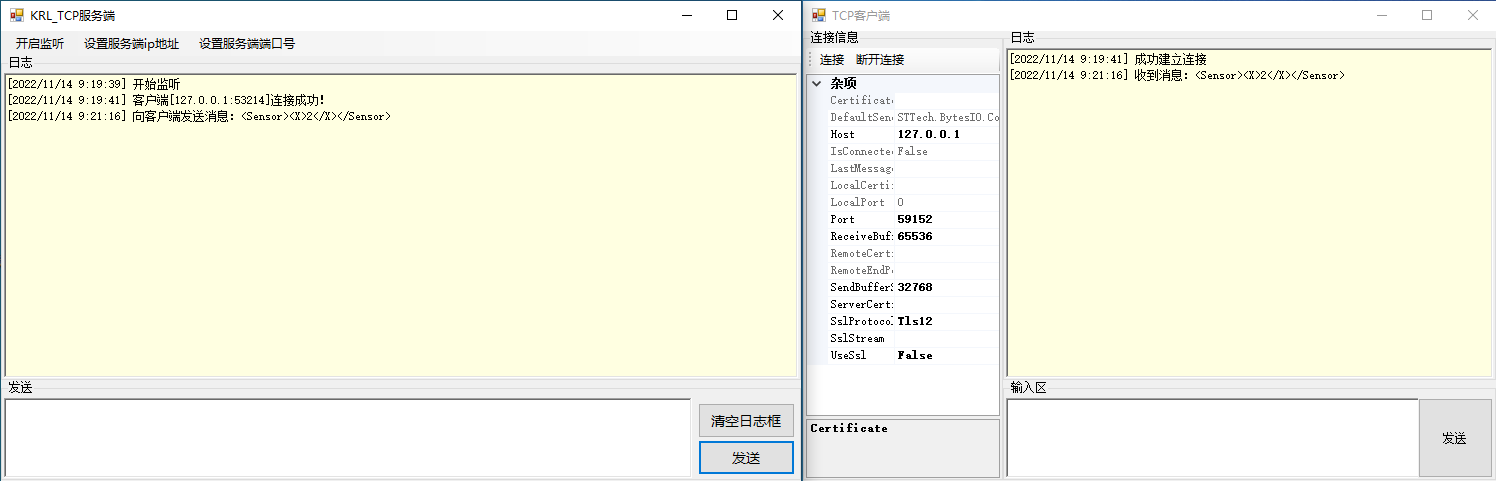 KRL_TCP服务端
开启监听 设置服务端ip地址 设置服务端端口号
日志
[2022/11/14 9:19:39] 开始监听
[2022/11/14 9:19:41] 客户端[127.0.0.1:53214]连接成功!
[2022/11/14 9:21:16] 向客户端发送消息: <Sensor><X>2</X></Sensor>
发送
清空日志框
发送
TCP客户端
连接信息
连接 断开连接
杂项
Certificate
DefaultSend STTech.BytesIO.Co
Host 127.0.0.1
IsConnected False
LastMessage
LocalCerti
LocalPort 0
Port 59152
ReceiveBuf 65536
RemoteCert
RemoteEndP
SendBufferS 32768
ServerCert
SslProtocol Tls12
SslStream
UseSsl False
Certificate
日志
[2022/11/14 9:19:41] 成功建立连接
[2022/11/14 9:21:16] 收到消息: <Sensor><X>2</X></Sensor>
输入区
发送